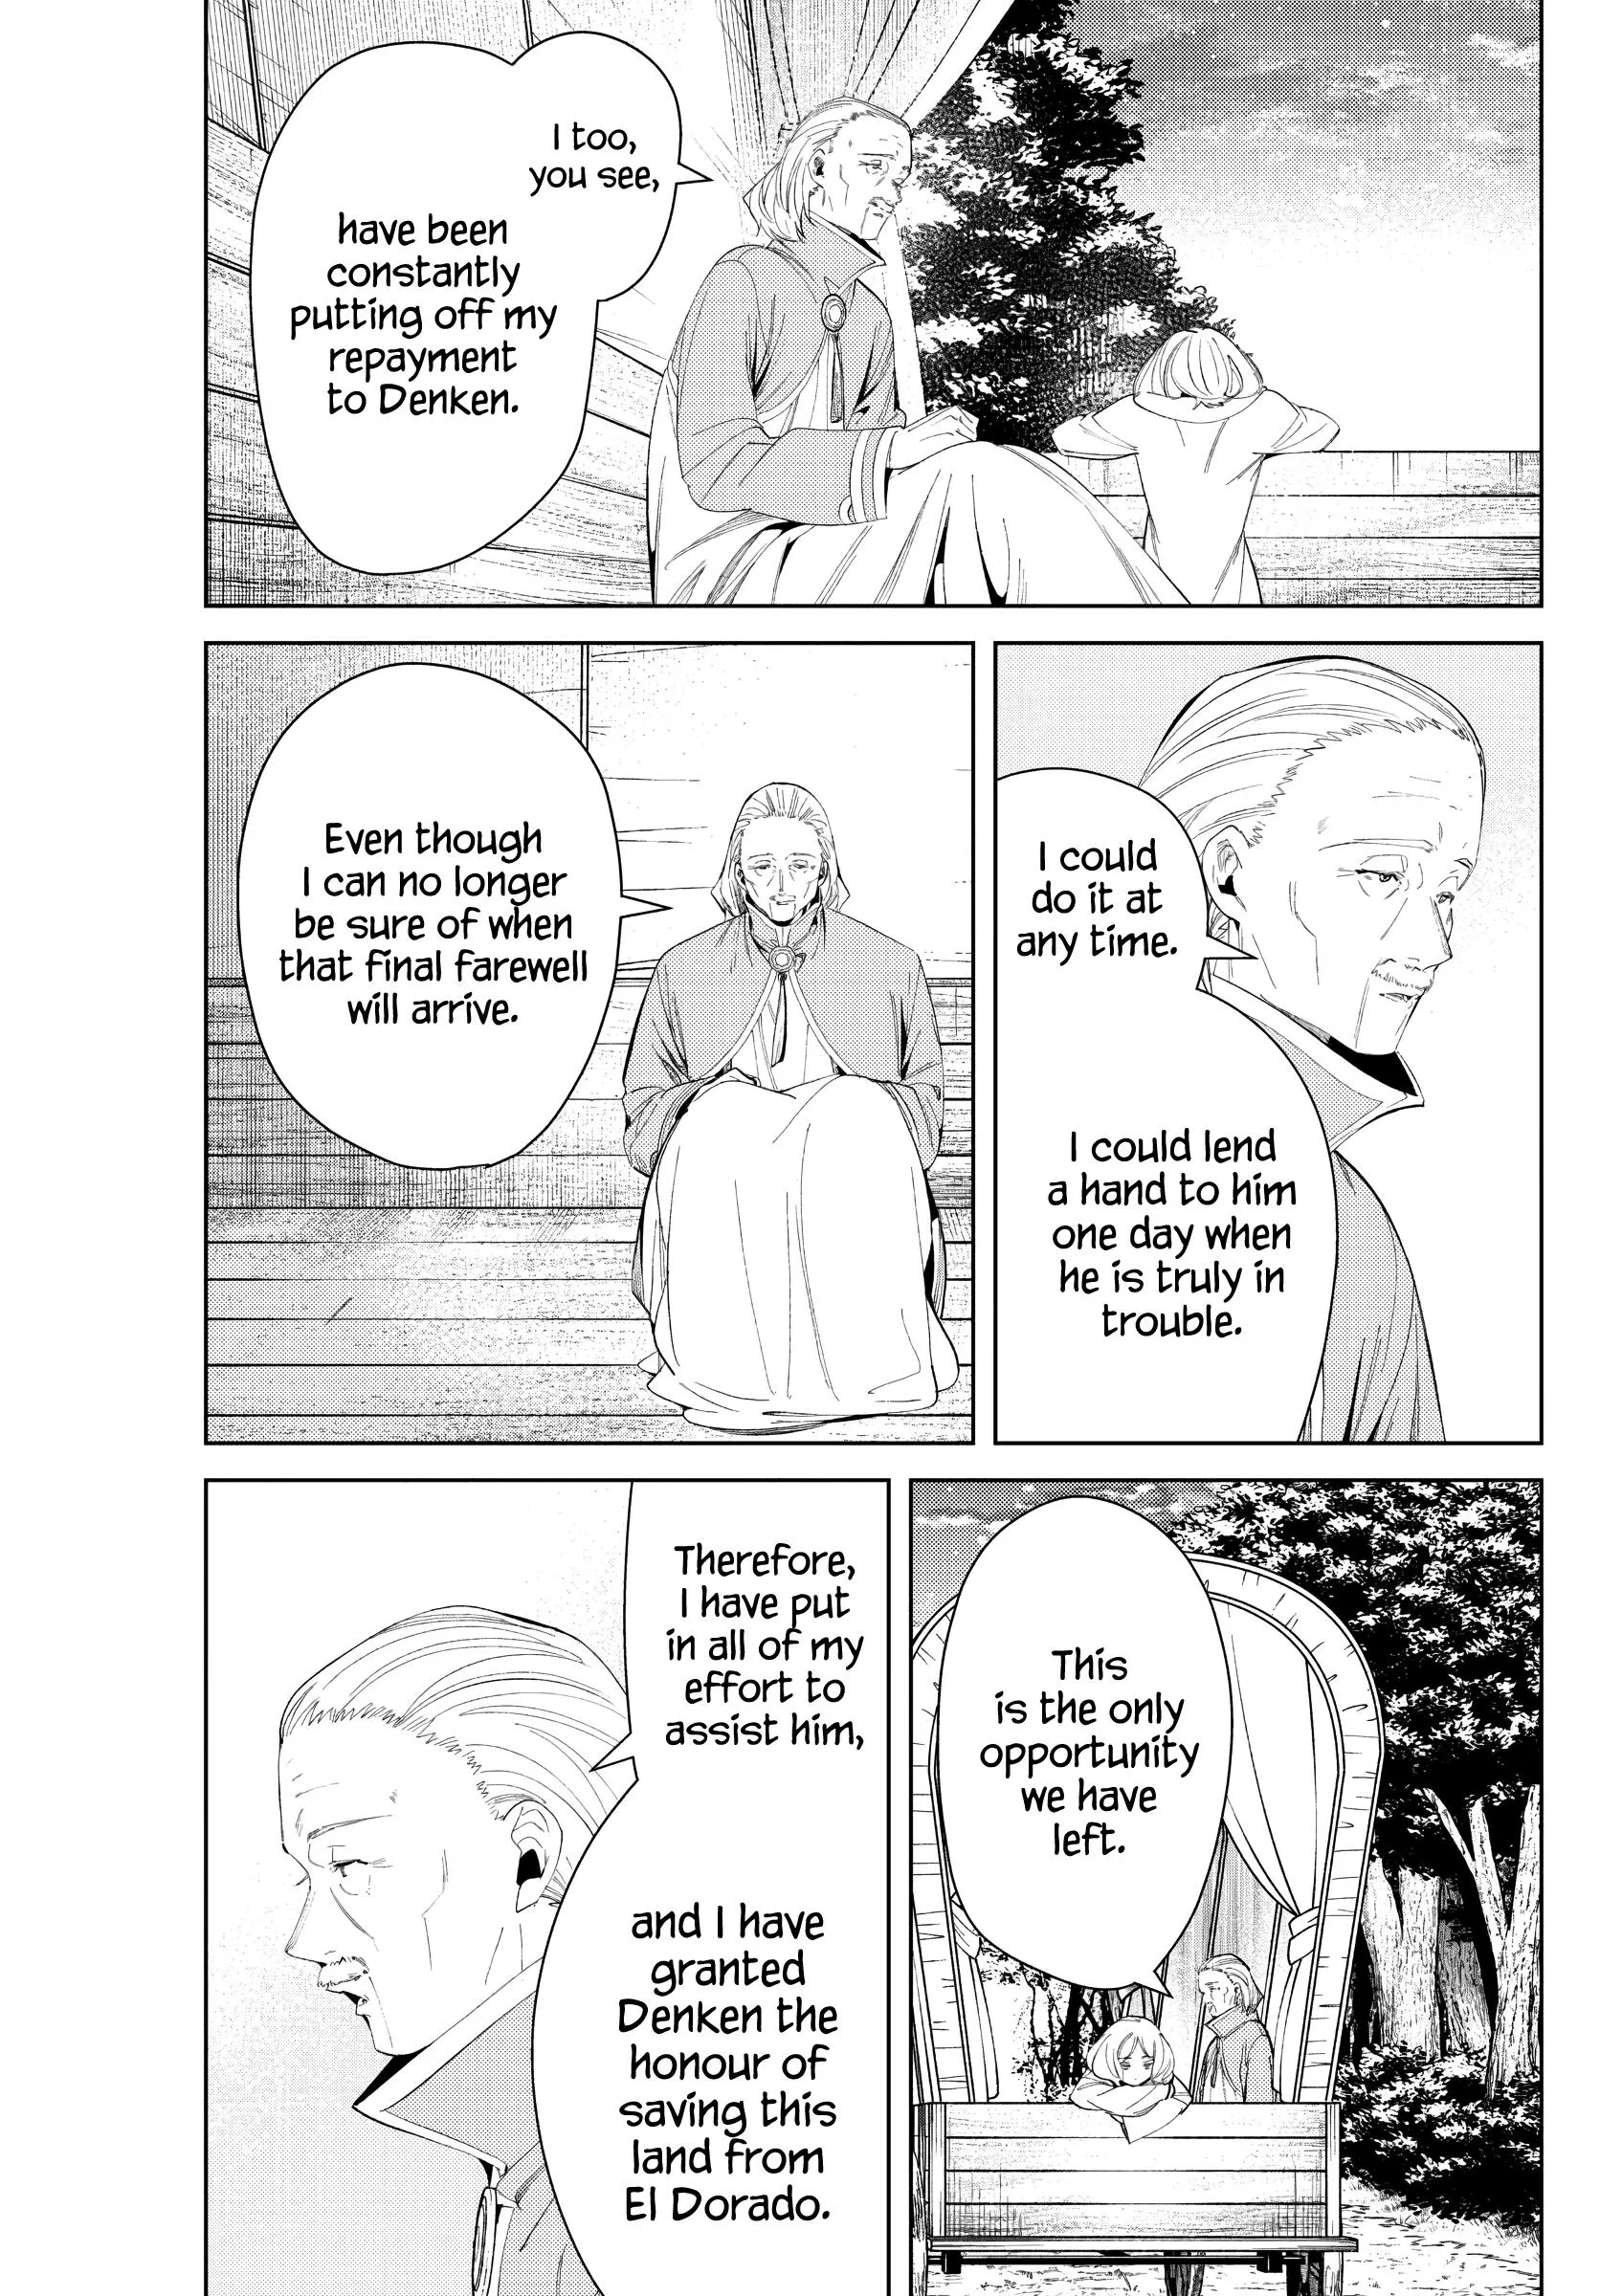 I too,
you see,
have been
constantly
putting off my
repayment
to Denken.
I could
do it at
any time.
I could lend
a hand to him
one day when
he is truly in
trouble.
Even though
I can no longer
be sure of when
that final farewell
will arrive.
This
is the only
opportunity
we have
left.
Therefore,
I have put
in all of my
effort to
assist him,
and I have
granted
Denken the
honour of
saving this
land from
El Dorado.